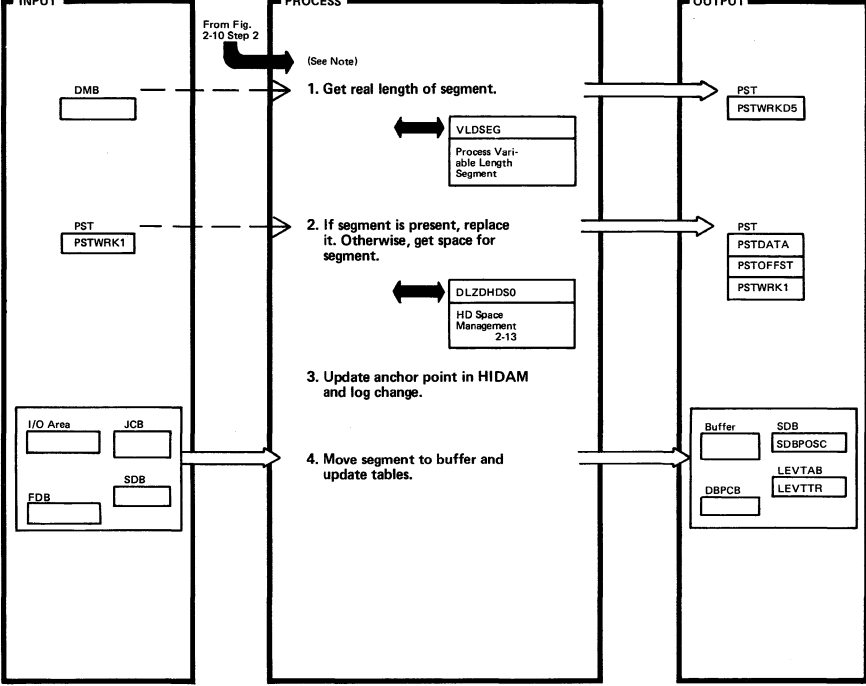 INPUT
PROCESS
OUTPUT
From Fig.
2-10 Step 2
(See Note)
DMB
1. Get real length of segment.
PST
PSTWRKD5
VLDSEG
Process Vari-
able Length
Segment
PST
PSTWRK1
2. If segment is present, replace
it. Otherwise, get space for
segment.
PST
PSTDATA
PSTOFFST
PSTWRK1
DLZDHDS0
HD Space
Management
2-13
3. Update anchor point in HIDAM
and log change.
I/O Area
JCB
FDB
SDB
4. Move segment to buffer and
update tables.
Buffer
SDB
SDBPOSC
DBPCB
LEVTAB
LEVTTR